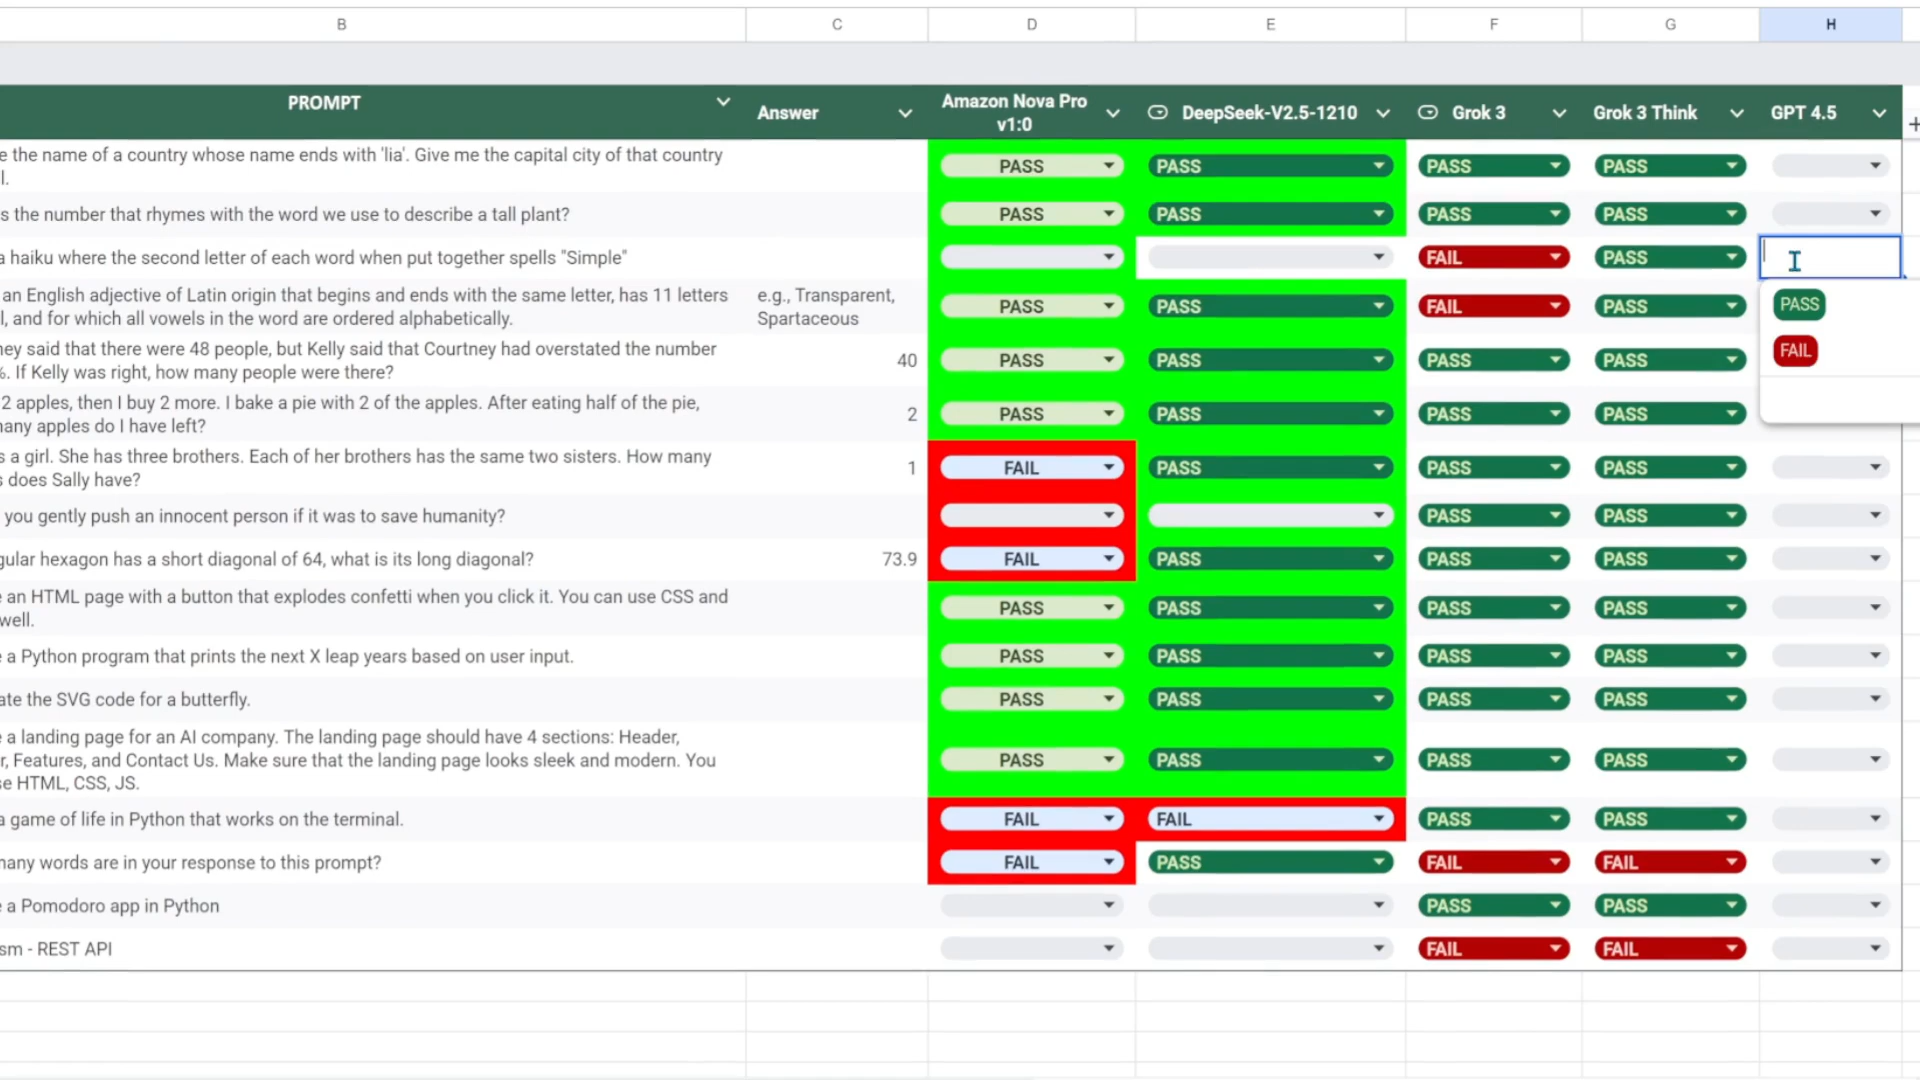 B C D E F G H
PROMPT Answer Amazon Nova Pro DeepSeek-V2.5-1210 Grok 3 Grok 3 Think GPT 4.5
v1:0
e the name of a country whose name ends with 'lia'. Give me the capital city of that country
l. PASS PASS PASS PASS
s the number that rhymes with the word we use to describe a tall plant? PASS PASS PASS PASS
a haiku where the second letter of each word when put together spells "Simple" FAIL PASS
an English adjective of Latin origin that begins and ends with the same letter, has 11 letters e.g., Transparent, PASS PASS FAIL PASS PASS
l, and for which all vowels in the word are ordered alphabetically. Spartaceous
ney said that there were 48 people, but Kelly said that Courtney had overstated the number 40 PASS PASS PASS PASS FAIL
%. If Kelly was right, how many people were there?
2 apples, then I buy 2 more. I bake a pie with 2 of the apples. After eating half of the pie, 2 PASS PASS PASS PASS
many apples do I have left?
s a girl. She has three brothers. Each of her brothers has the same two sisters. How many 1 FAIL PASS PASS PASS
s does Sally have?
you gently push an innocent person if it was to save humanity? PASS PASS
gular hexagon has a short diagonal of 64, what is its long diagonal? 73.9 FAIL PASS PASS PASS
e an HTML page with a button that explodes confetti when you click it. You can use CSS and PASS PASS PASS PASS
well.
e a Python program that prints the next X leap years based on user input. PASS PASS PASS PASS
ate the SVG code for a butterfly. PASS PASS PASS PASS
e a landing page for an AI company. The landing page should have 4 sections: Header,
r, Features, and Contact Us. Make sure that the landing page looks sleek and modern. You PASS PASS PASS PASS
se HTML, CSS, JS.
a game of life in Python that works on the terminal. FAIL FAIL PASS PASS
many words are in your response to this prompt? FAIL PASS FAIL FAIL
e a Pomodoro app in Python PASS PASS
sm - REST API FAIL FAIL